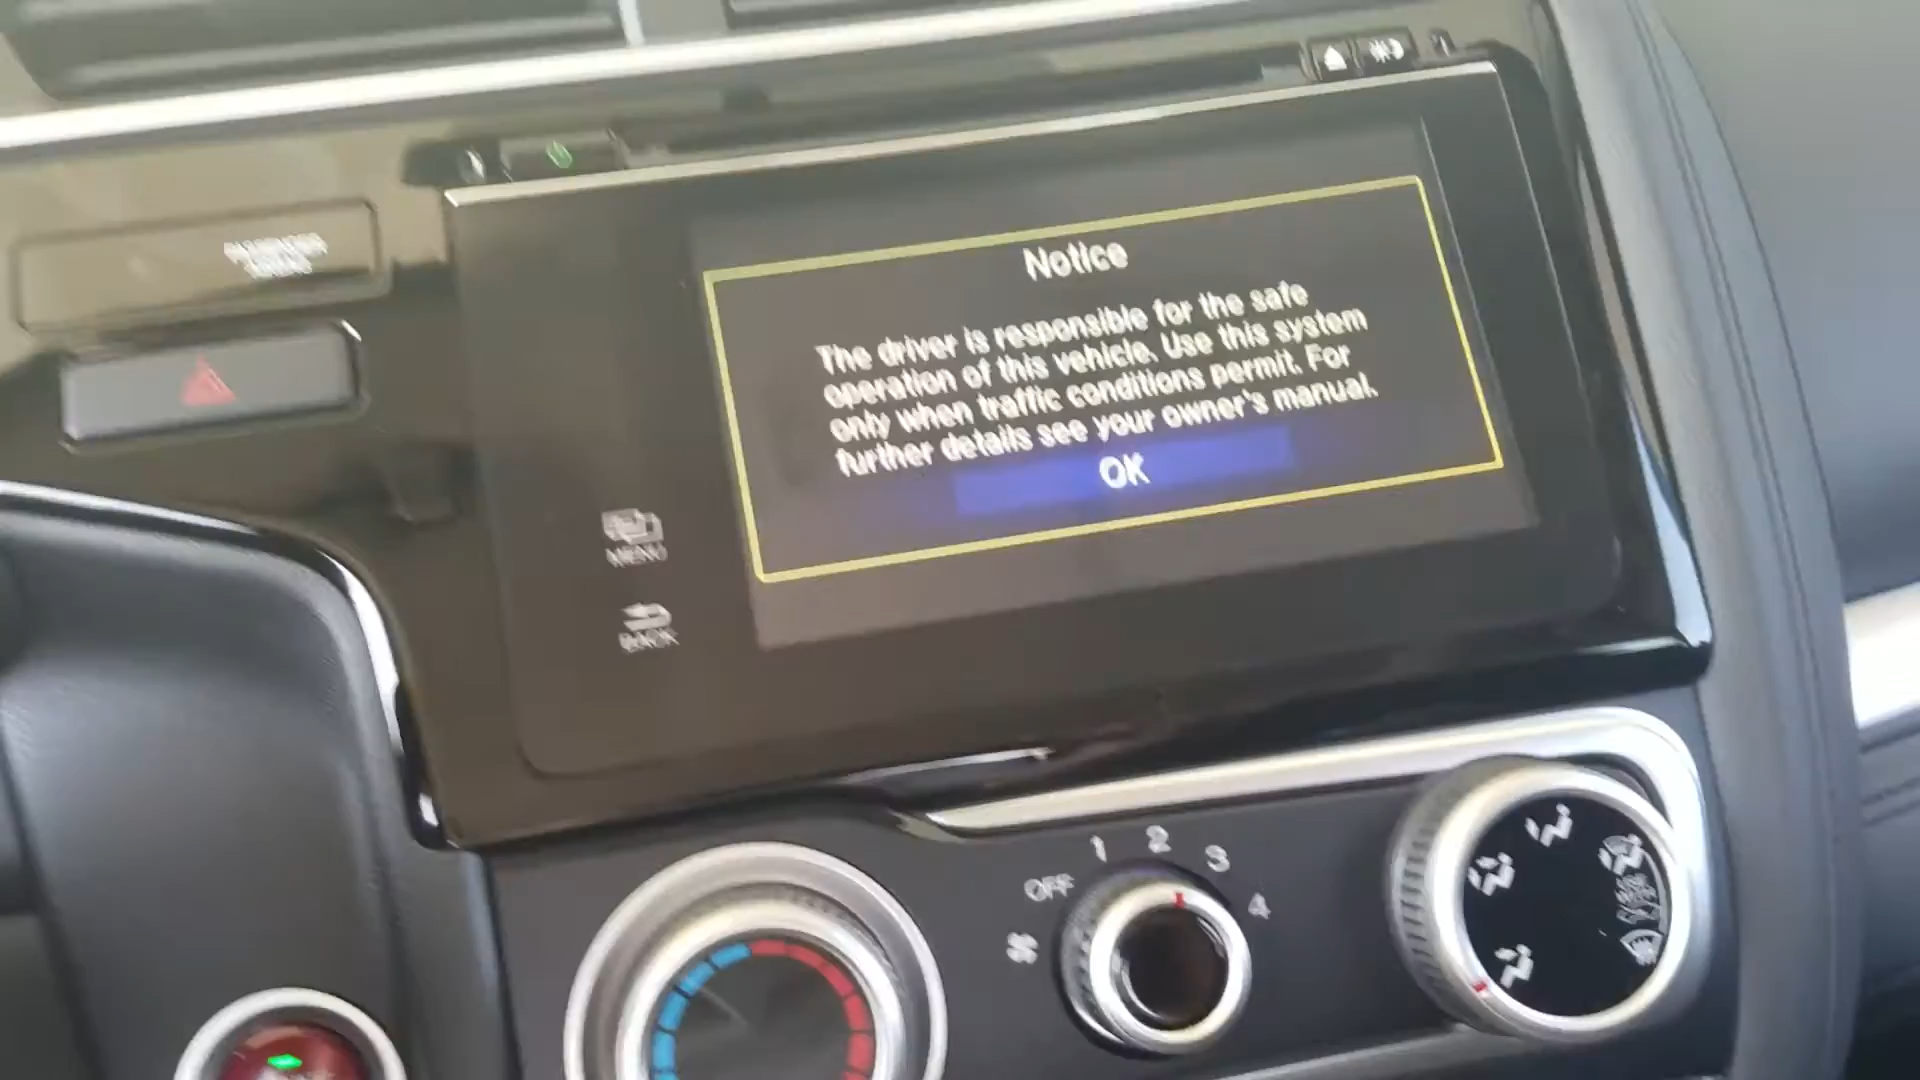 Notice
The driver is responsible for the safe
operation of this vehicle. Use this system
only when traffic conditions permit. For
further details see your owner's manual.
OK
MENU
BACK
OFF 1 2 3 4